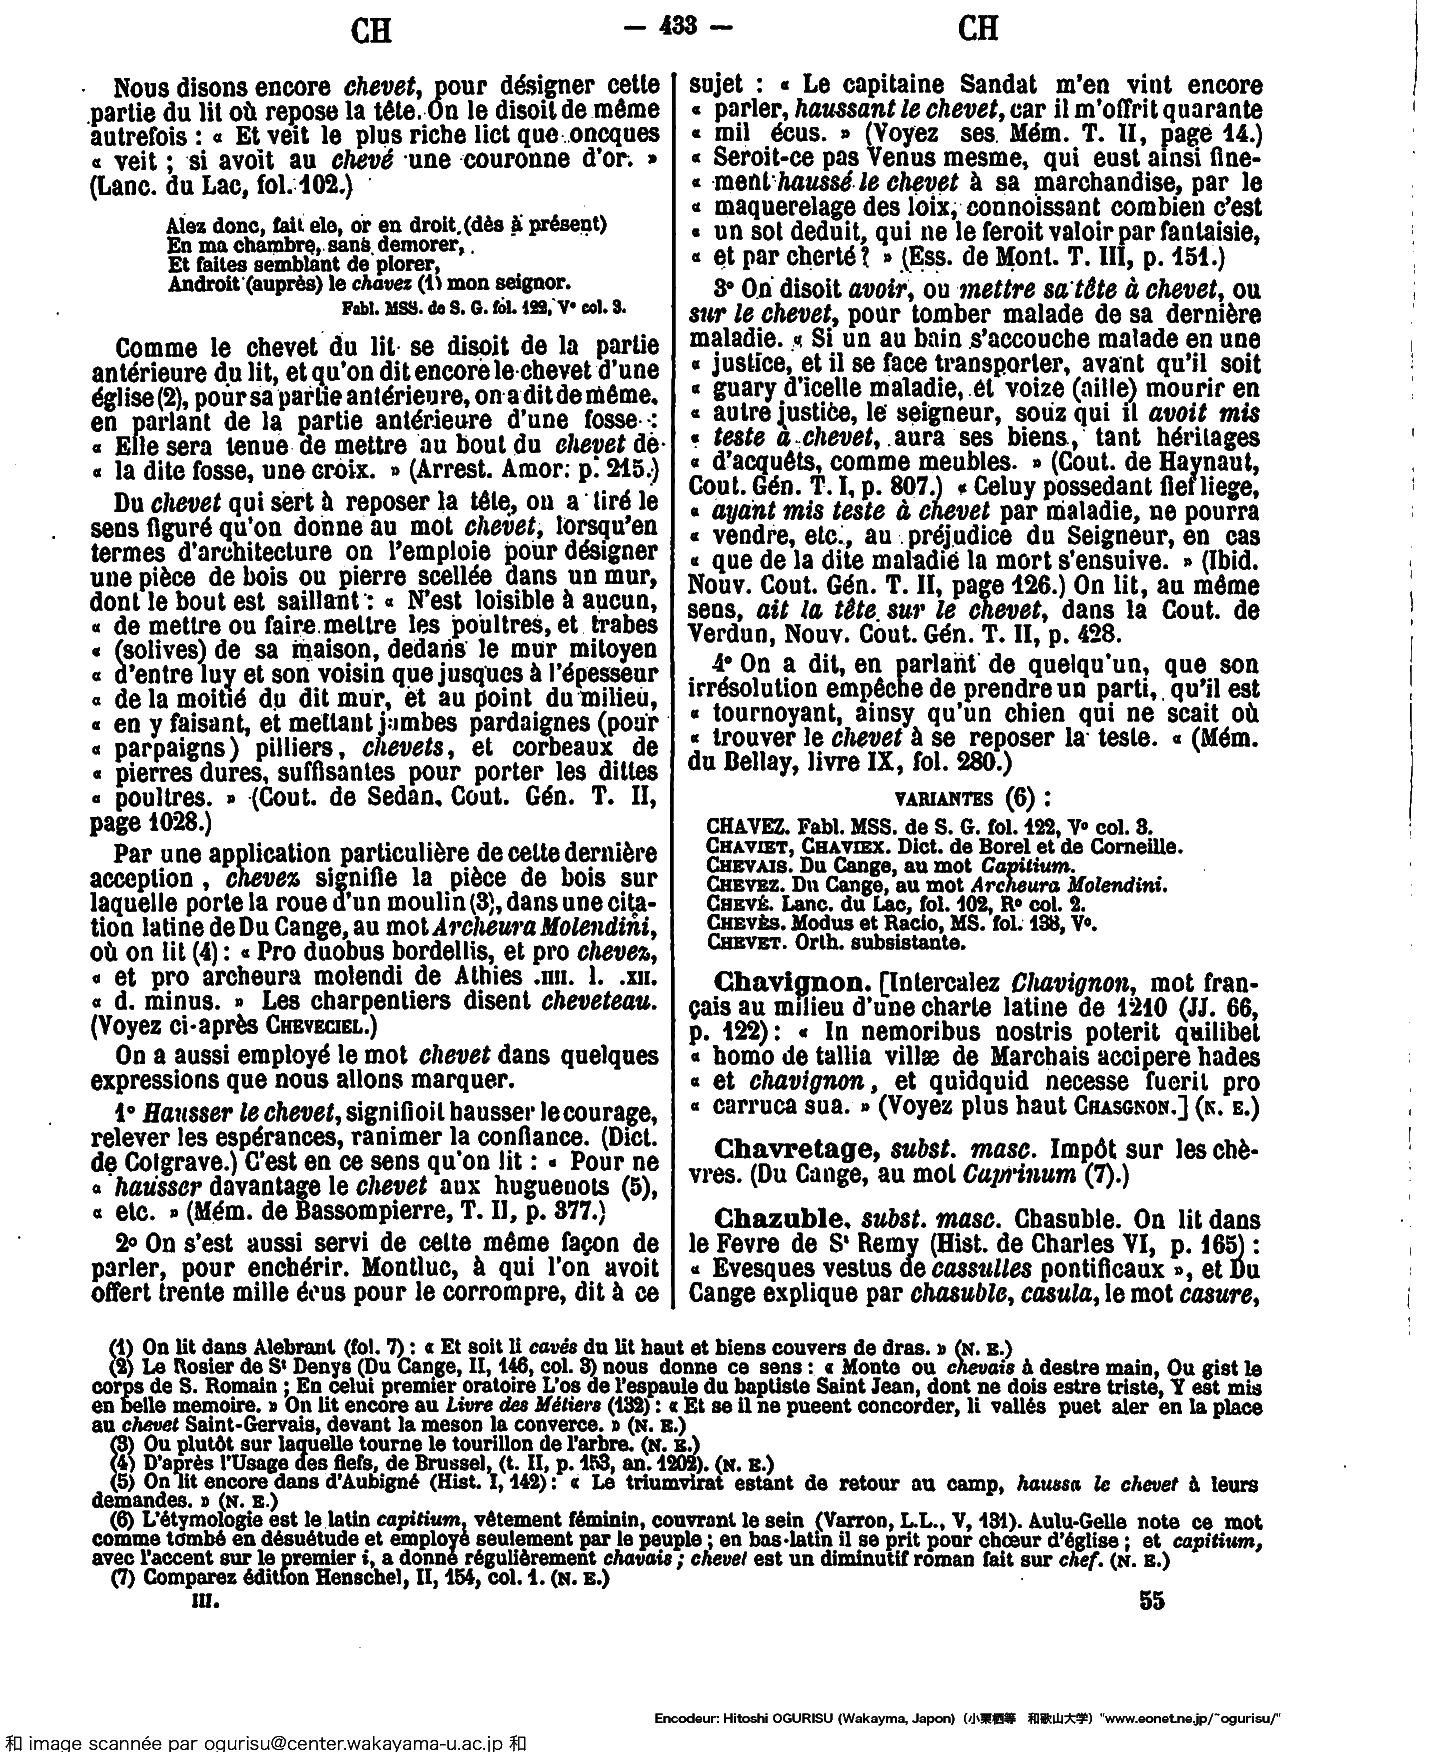 CH — 433 — CH
Nous disons encore chevet, pour désigner cette
partie du lit où repose la tête. On le disoit de même
autrefois : « Et veit le plus riche lict que oncques
« veit ; si avoit au chevé une couronne d'or. »
(Lanc. du Lac, fol. 102.)
Alez donc, fait ele, or en droit (dès à présent)
En ma chambre, sans demorer,
Et faites semblant de plorer,
Androit (auprès) le chavez (1) mon seignor.
Fabl. MSS. de S. G. fol. 122, V° col. 3.
Comme le chevet du lit se disoit de la partie
antérieure du lit, et qu'on dit encore le chevet d'une
église (2), pour sa partie antérieure, on a dit de même,
en parlant de la partie antérieure d'une fosse :
« Elle sera tenue de mettre au bout du chevet de
« la dite fosse, une croix. » (Arrest. Amor. p. 215.)
Du chevet qui sert à reposer la tête, on a tiré le
sens figuré qu'on donne au mot chevet, lorsqu'en
termes d'architecture on l'emploie pour désigner
une pièce de bois ou pierre scellée dans un mur,
dont le bout est saillant : « N'est loisible à aucun,
« de mettre ou faire mettre les poultres, et trabes
« (solives) de sa maison, dedans le mur mitoyen
« d'entre luy et son voisin que jusques à l'épesseur
« de la moitié du dit mur, et au point du milieu,
« en y faisant, et mettant jambes pardaignes (pour
« parpaigns) pilliers, chevets, et corbeaux de
« pierres dures, suffisantes pour porter les dittes
« poultres. » (Cout. de Sedan, Cout. Gén. T. II,
page 1028.)
Par une application particulière de cette dernière
acception, chevez signifie la pièce de bois sur
laquelle porte la roue d'un moulin (3), dans une cita-
tion latine de Du Cange, au mot Archeura Molendini,
où on lit (4) : « Pro duobus bordellis, et pro chevez,
« et pro archeura molendi de Athies .IIII. l. .XII.
« d. minus. » Les charpentiers disent cheveteau.
(Voyez ci-après CHEVECIEL.)
On a aussi employé le mot chevet dans quelques
expressions que nous allons marquer.
1° Hausser le chevet, signifioit hausser le courage,
relever les espérances, ranimer la confiance. (Dict.
de Cotgrave.) C'est en ce sens qu'on lit : « Pour ne
« hausser davantage le chevet aux huguenots (5),
« etc. » (Mém. de Bassompierre, T. II, p. 377.)
2° On s'est aussi servi de cette même façon de
parler, pour enchérir. Montluc, à qui l'on avoit
offert trente mille écus pour le corrompre, dit à ce
sujet : « Le capitaine Sandat m'en vint encore
« parler, haussant le chevet, car il m'offrit quarante
« mil écus. » (Voyez ses Mém. T. II, page 14.)
« Seroit-ce pas Venus mesme, qui eust ainsi fine-
« ment haussé le chevet à sa marchandise, par le
« maquerelage des loix, connoissant combien c'est
« un sot deduit, qui ne le feroit valoir par fantaisie,
« et par cherté ? » (Ess. de Mont. T. III, p. 151.)
3° On disoit avoir, ou mettre sa tête à chevet, ou
sur le chevet, pour tomber malade de sa dernière
maladie. « Si un au bain s'accouche malade en une
« justice, et il se face transporter, avant qu'il soit
« guary d'icelle maladie, et voize (aille) mourir en
« autre justice, le seigneur, souz qui il avoit mis
« teste à chevet, aura ses biens, tant héritages
« d'acquêts, comme meubles. » (Cout. de Haynaut,
Cout. Gén. T. I, p. 807.) « Celuy possedant fief liege,
« ayant mis teste à chevet par maladie, ne pourra
« vendre, etc., au préjudice du Seigneur, en cas
« que de la dite maladie la mort s'ensuive. » (Ibid.
Nouv. Cout. Gén. T. II, page 126.) On lit, au même
sens, ait la tête sur le chevet, dans la Cout. de
Verdun, Nouv. Cout. Gén. T. II, p. 428.
4° On a dit, en parlant de quelqu'un, que son
irrésolution empêche de prendre un parti, qu'il est
« tournoyant, ainsy qu'un chien qui ne scait où
« trouver le chevet à se reposer la teste. « (Mém.
du Bellay, livre IX, fol. 280.)
VARIANTES (6) :
CHAVEZ. Fabl. MSS. de S. G. fol. 122, V° col. 3.
CHAVIET, CHAVIEX. Dict. de Borel et de Corneille.
CHEVAIS. Du Cange, au mot Capitium.
CHEVEZ. Du Cange, au mot Archeura Molendini.
CHEVÉ. Lanc. du Lac, fol. 102, R° col. 2.
CHEVÈS. Modus et Racio, MS. fol. 138, V°.
CHEVET. Orth. subsistante.
Chavignon. [Intercalez Chavignon, mot fran-
çais au milieu d'une charte latine de 1210 (JJ. 66,
p. 122) : « In nemoribus nostris poterit quilibet
« homo de tallia villæ de Marchais accipere hades
« et chavignon, et quidquid necesse fuerit pro
« carruca sua. » (Voyez plus haut CHASGNON.] (N. E.)
Chavretage, subst. masc. Impôt sur les chè-
vres. (Du Cange, au mot Caprinum (7).)
Chazuble, subst. masc. Chasuble. On lit dans
le Fevre de St Remy (Hist. de Charles VI, p. 165) :
« Evesques vestus de cassulles pontificaux », et Du
Cange explique par chasuble, casula, le mot casure,
(1) On lit dans Alebrant (fol. 7) : « Et soit li cavés du lit haut et biens couvers de dras. » (N. E.)
(2) Le Rosier de St Denys (Du Cange, II, 146, col. 3) nous donne ce sens : « Monte ou chevais à destre main, Ou gist le
corps de S. Romain ; En celui premier oratoire L'os de l'espaule du baptiste Saint Jean, dont ne dois estre triste, Y est mis
en belle memoire. » On lit encore au Livre des Métiers (132) : « Et se il ne pueent concorder, li vallés puet aler en la place
au chevet Saint-Gervais, devant la meson la converce. » (N. E.)
(3) Ou plutôt sur laquelle tourne le tourillon de l'arbre. (N. E.)
(4) D'après l'Usage des fiefs, de Brussel, (t. II, p. 153, an. 1202). (N. E.)
(5) On lit encore dans d'Aubigné (Hist. I, 142) : « Le triumvirat estant de retour au camp, haussa le chevet à leurs
demandes. » (N. E.)
(6) L'étymologie est le latin capitium, vêtement féminin, couvrant le sein (Varron, L.L., V, 131). Aulu-Gelle note ce mot
comme tombé en désuétude et employé seulement par le peuple ; en bas-latin il se prit pour chœur d'église ; et capitium,
avec l'accent sur le premier i, a donné régulièrement chavais ; chevet est un diminutif roman fait sur chef. (N. E.)
(7) Comparez édition Henschel, II, 154, col. 1. (N. E.)
III. 55
Encodeur: Hitoshi OGURISU (Wakayma, Japon) (小栗栖等 和歌山大学) "www.eonet.ne.jp/~ogurisu/"
和 image scannée par ogurisu@center.wakayama-u.ac.jp 和